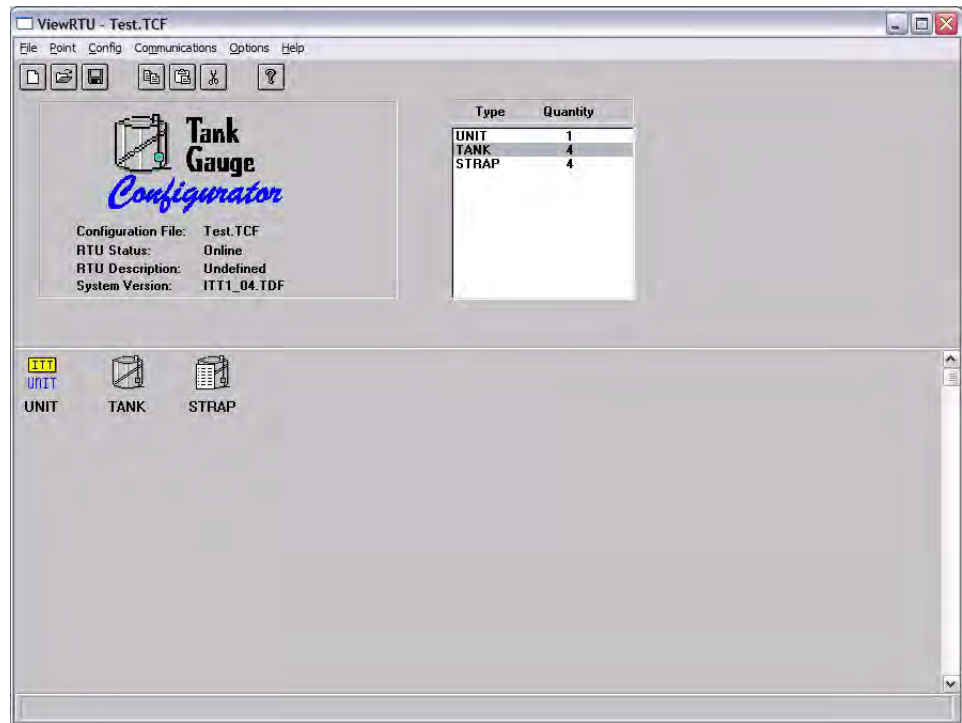 ViewRTU - Test.TCF
File Point Config Communications Options Help
Tank
Gauge
Configurator
Configuration File: Test.TCF
RTU Status: Online
RTU Description: Undefined
System Version: ITT1_04.TDF
Type Quantity
UNIT 1
TANK 4
STRAP 4
ITT
UNIT
UNIT TANK STRAP